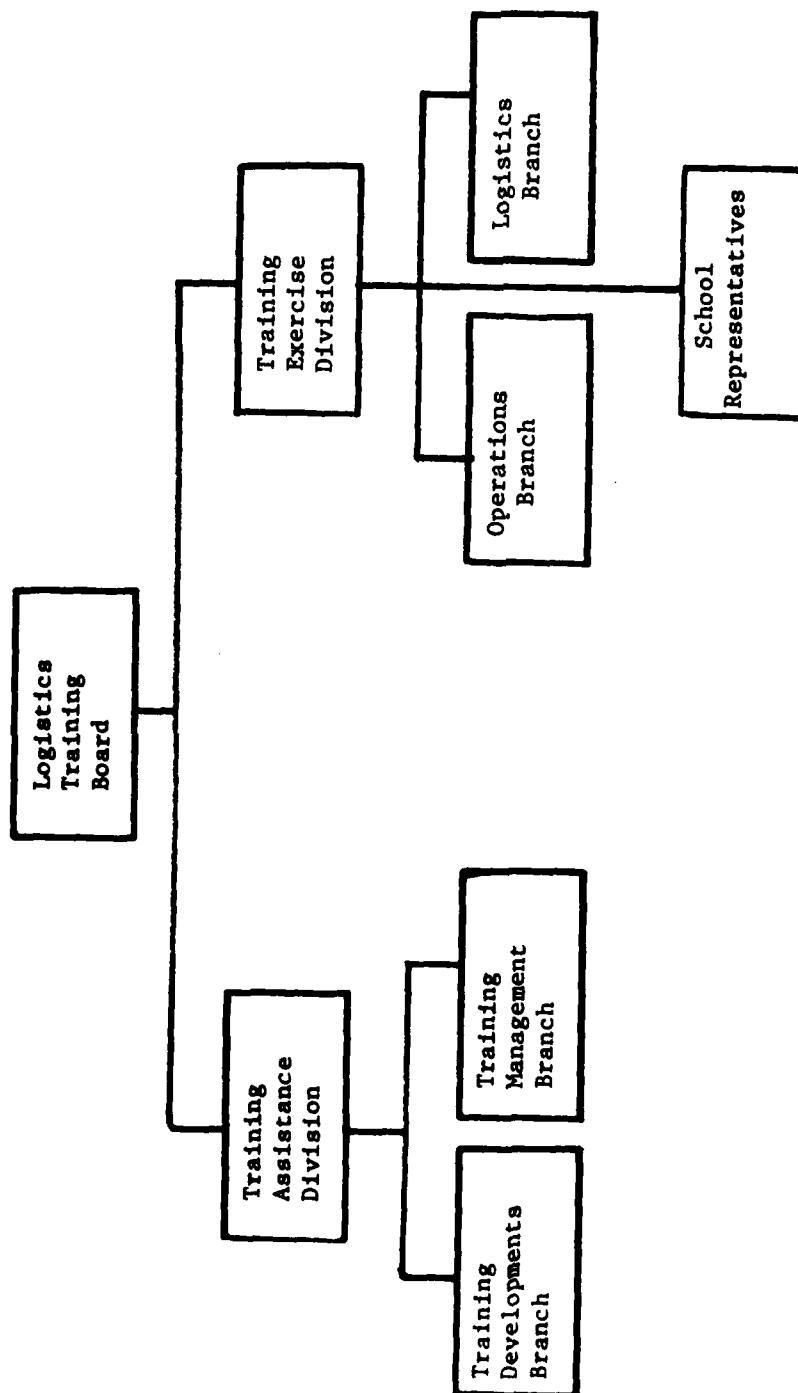 Logistics
Training
Board
Training
Assistance
Division
Training
Exercise
Division
Training
Developments
Branch
Training
Management
Branch
Operations
Branch
Logistics
Branch
School
Representatives